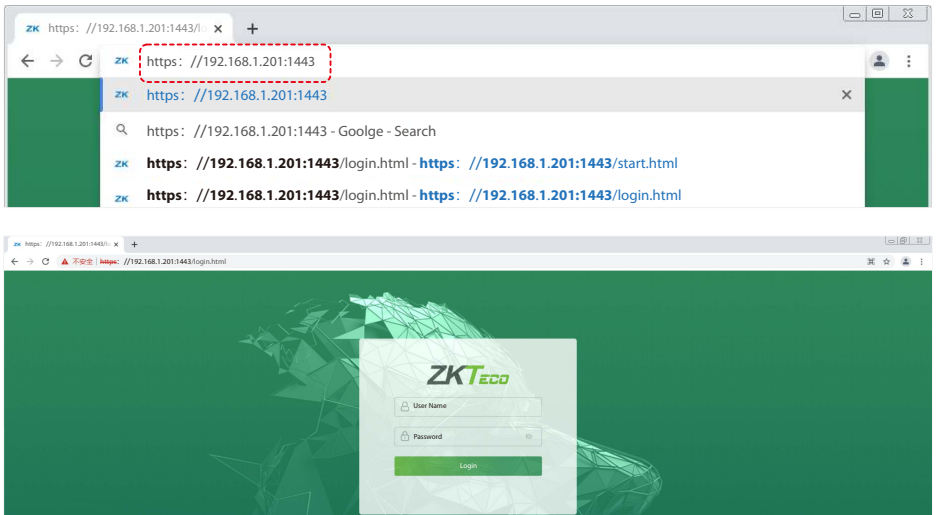 ZK https: //192.168.1.201:1443/l
ZK https: //192.168.1.201:1443
ZK https: //192.168.1.201:1443
https: //192.168.1.201:1443 - Goolge - Search
ZK https: //192.168.1.201:1443/login.html - https: //192.168.1.201:1443/start.html
ZK https: //192.168.1.201:1443/login.html - https: //192.168.1.201:1443/login.html
ZK https: //192.168.1.201:1443/l
不安全 https: //192.168.1.201:1443/login.html
ZKTECO
User Name
Password
Login